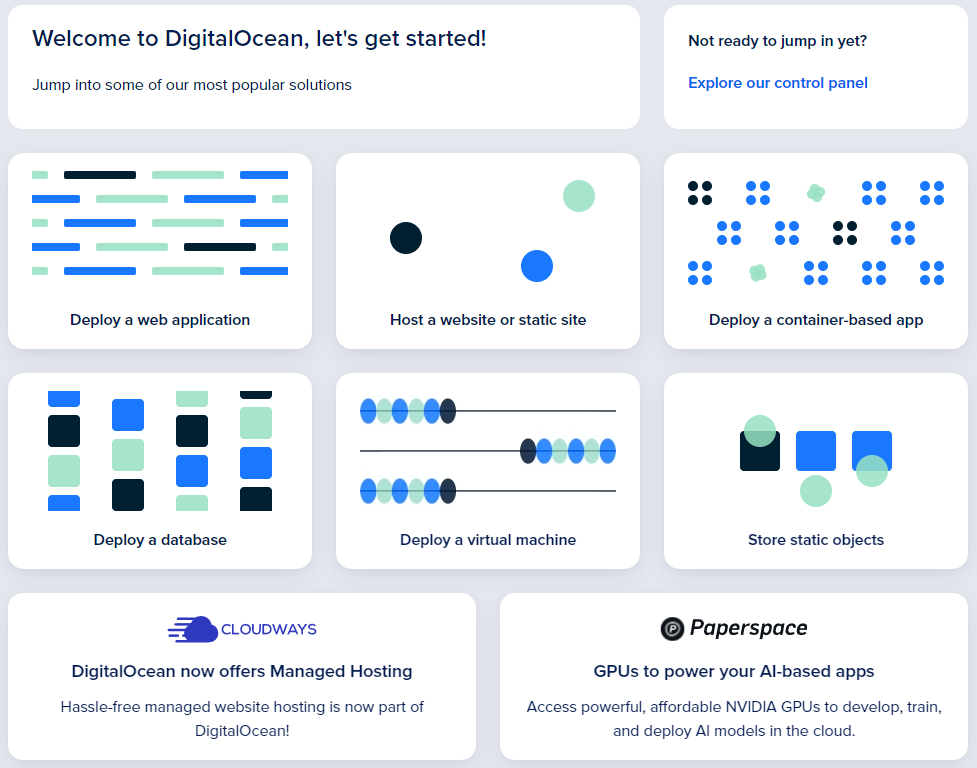 Welcome to DigitalOcean, let's get started!
Jump into some of our most popular solutions
Not ready to jump in yet?
Explore our control panel
Deploy a web application
Host a website or static site
Deploy a container-based app
Deploy a database
Deploy a virtual machine
Store static objects
CLOUDWAYS
DigitalOcean now offers Managed Hosting
Hassle-free managed website hosting is now part of
DigitalOcean!
P Paperspace
GPUs to power your AI-based apps
Access powerful, affordable NVIDIA GPUs to develop, train,
and deploy AI models in the cloud.